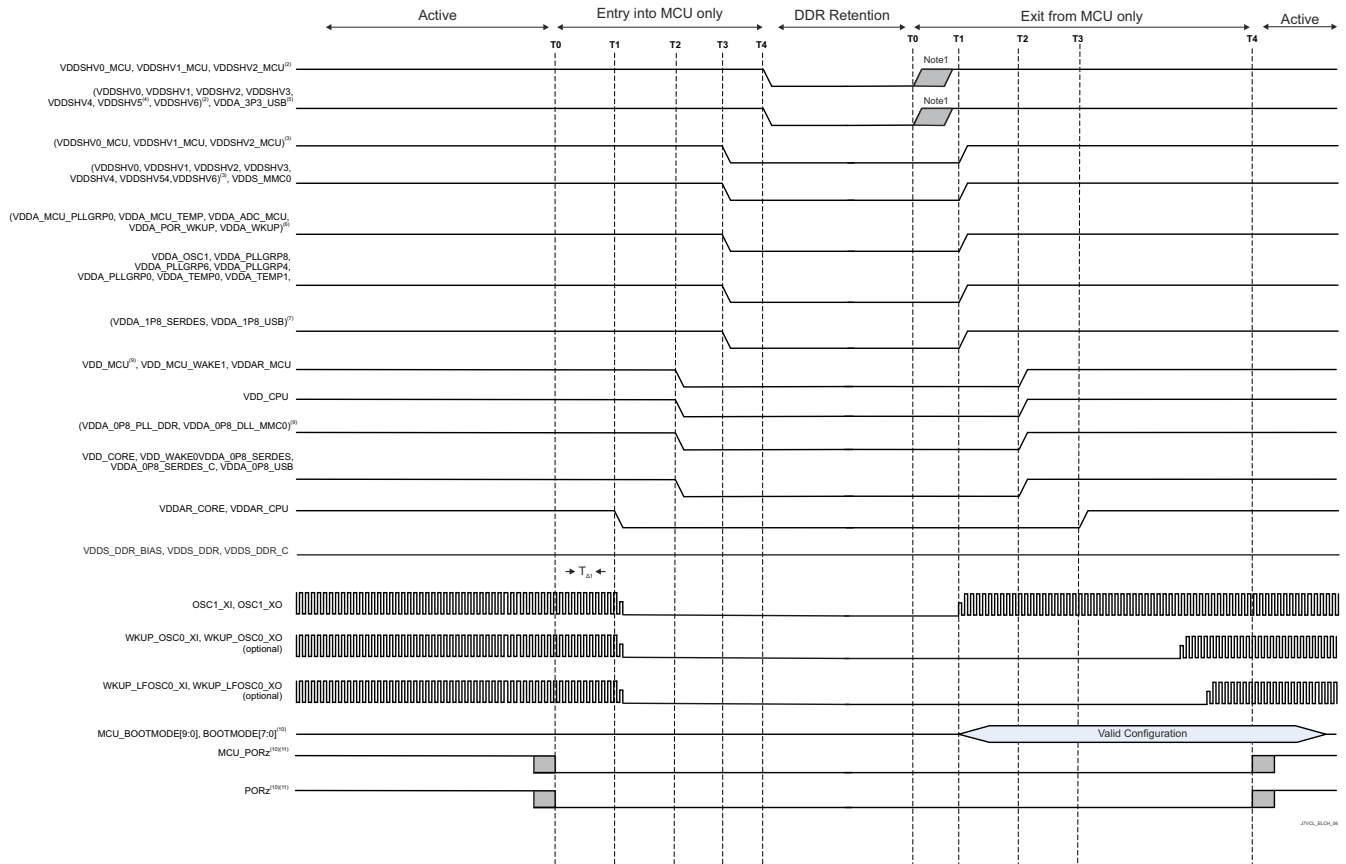 Active
Entry into MCU only
DDR Retention
Exit from MCU only
Active
T0
T1
T2
T3
T4
T0
T1
T2
T3
T4
VDDSHV0_MCU, VDDSHV1_MCU, VDDSHV2_MCU(2)
Note1
(VDDSHV0, VDDSHV1, VDDSHV2, VDDSHV3,
VDDSHV4, VDDSHV5(4), VDDSHV6)(2), VDDA_3P3_USB(5)
Note1
(VDDSHV0_MCU, VDDSHV1_MCU, VDDSHV2_MCU)(3)
(VDDSHV0, VDDSHV1, VDDSHV2, VDDSHV3,
VDDSHV4, VDDSHV54,VDDSHV6)(3), VDDS_MMC0
(VDDA_MCU_PLLGRP0, VDDA_MCU_TEMP, VDDA_ADC_MCU,
VDDA_POR_WKUP, VDDA_WKUP)(6)
VDDA_OSC1, VDDA_PLLGRP8,
VDDA_PLLGRP6, VDDA_PLLGRP4,
VDDA_PLLGRP0, VDDA_TEMP0, VDDA_TEMP1,
(VDDA_1P8_SERDES, VDDA_1P8_USB)(7)
VDD_MCU(9), VDD_MCU_WAKE1, VDDAR_MCU
VDD_CPU
(VDDA_0P8_PLL_DDR, VDDA_0P8_DLL_MMC0)(9)
VDD_CORE, VDD_WAKE0VDDA_0P8_SERDES,
VDDA_0P8_SERDES_C, VDDA_0P8_USB
VDDAR_CORE, VDDAR_CPU
VDDS_DDR_BIAS, VDDS_DDR, VDDS_DDR_C
TΔ1
OSC1_XI, OSC1_XO
WKUP_OSC0_XI, WKUP_OSC0_XO
(optional)
WKUP_LFOSC0_XI, WKUP_LFOSC0_XO
(optional)
MCU_BOOTMODE[9:0], BOOTMODE[7:0](10)
Valid Configuration
MCU_PORz(10)(11)
PORz(10)(11)
J7VCL_ELCH_06